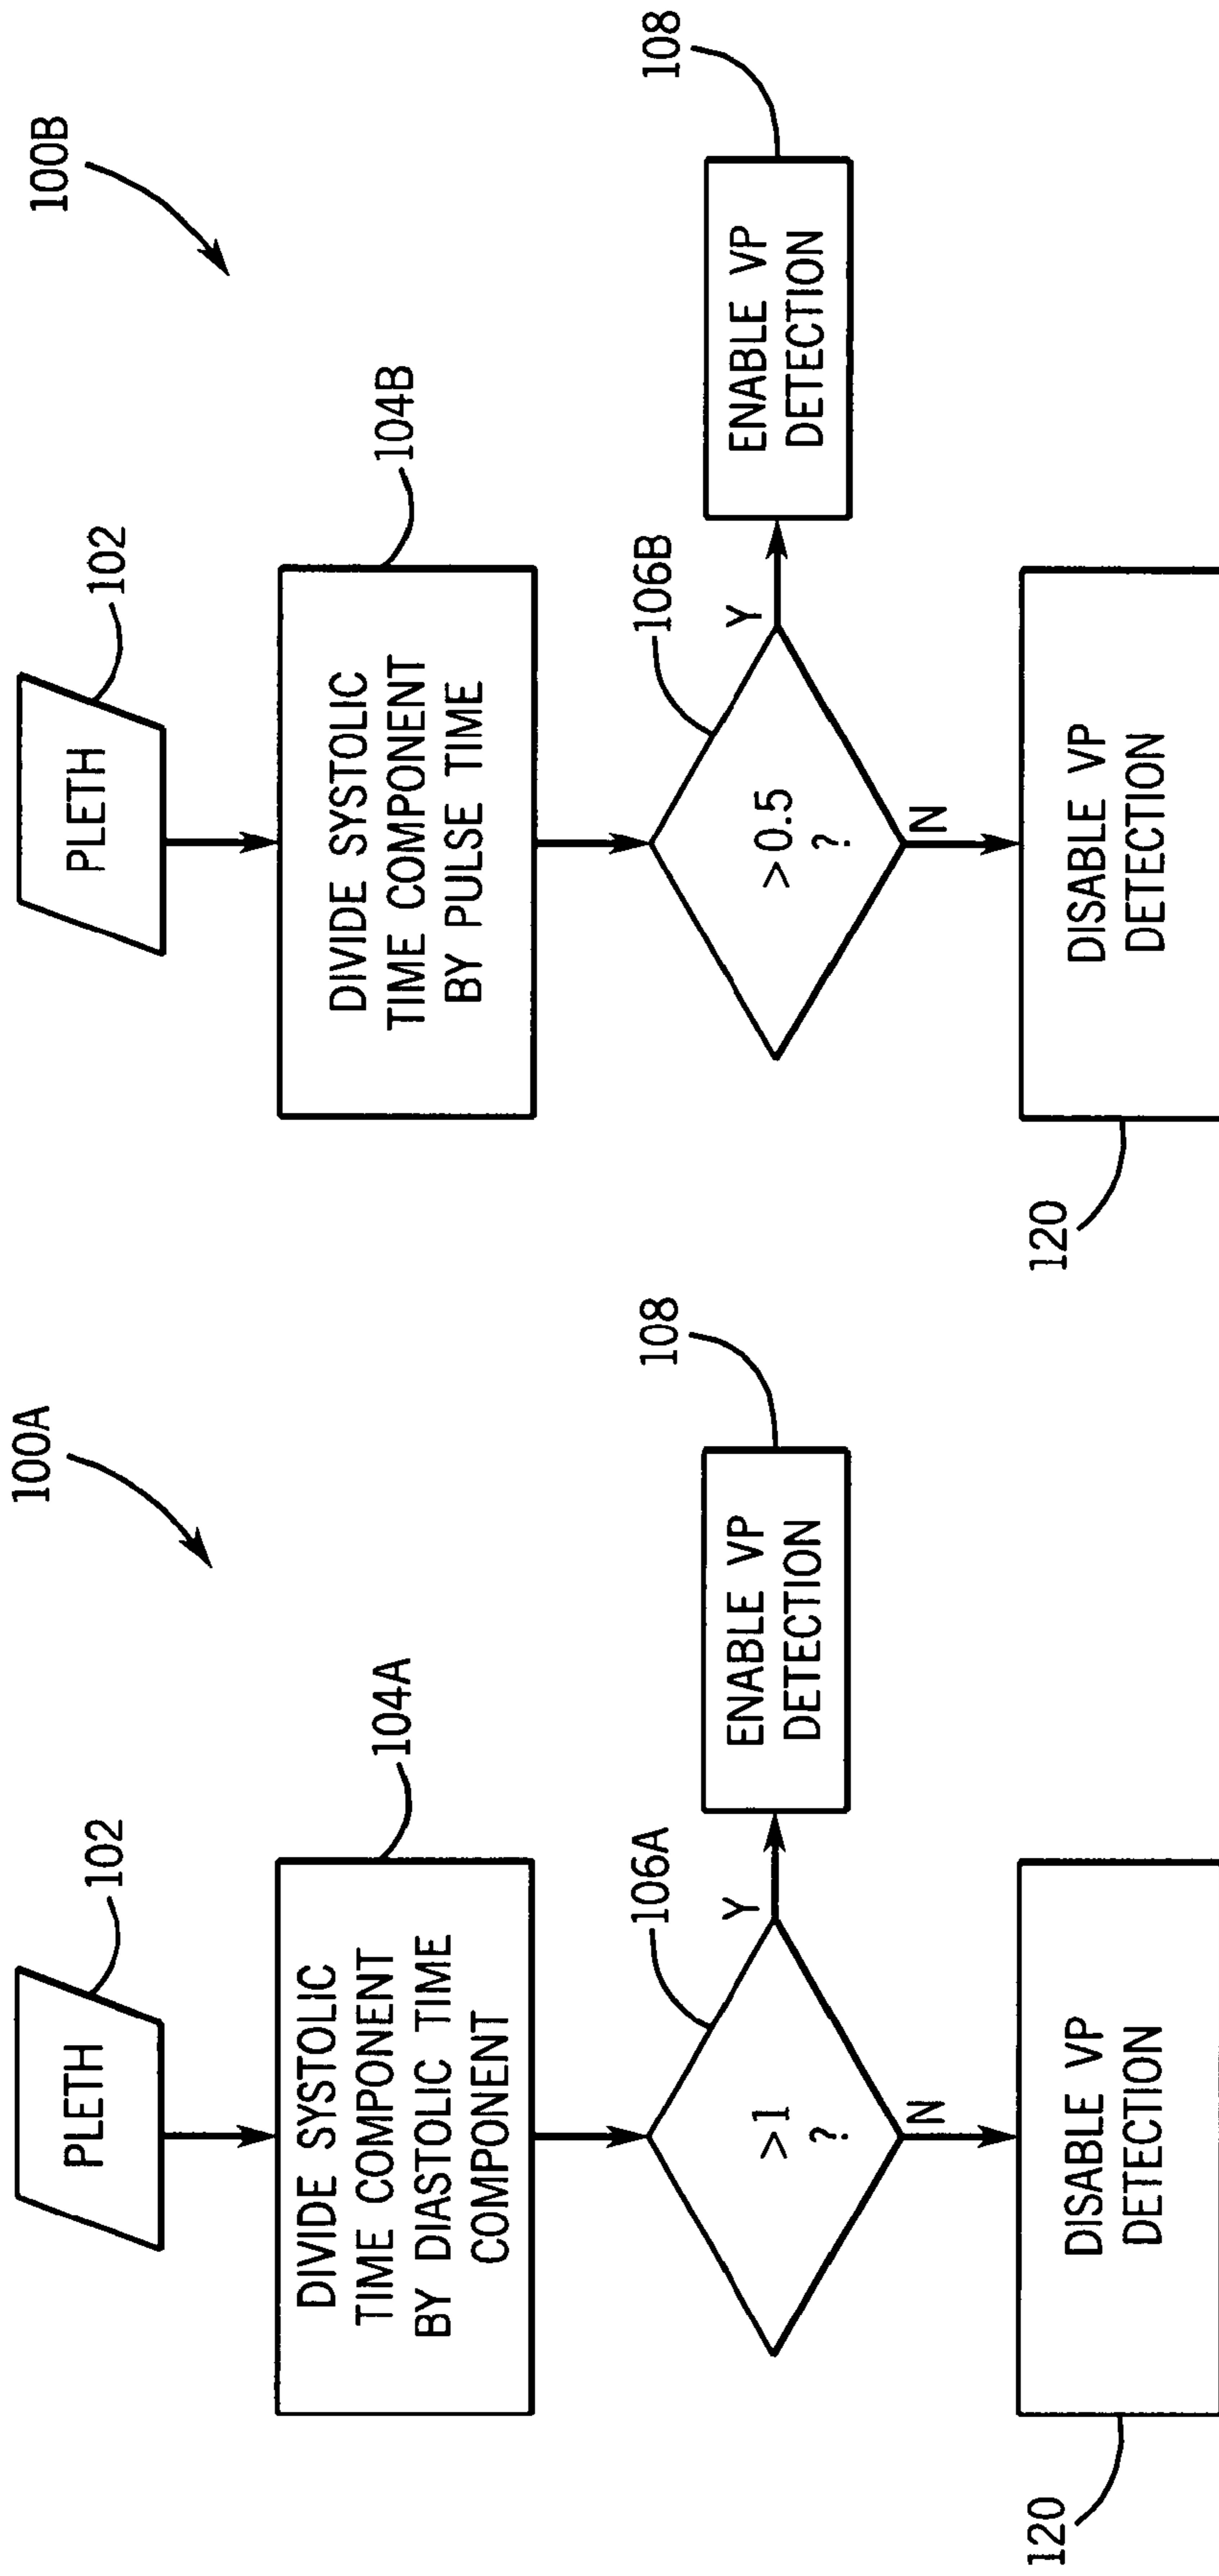 100A
PLETH
102
DIVIDE SYSTOLIC
TIME COMPONENT
BY DIASTOLIC TIME
COMPONENT
104A
>1
?
106A
Y
ENABLE VP
DETECTION
108
N
DISABLE VP
DETECTION
120
100B
PLETH
102
DIVIDE SYSTOLIC
TIME COMPONENT
BY PULSE TIME
104B
>0.5
?
106B
Y
ENABLE VP
DETECTION
108
N
DISABLE VP
DETECTION
120